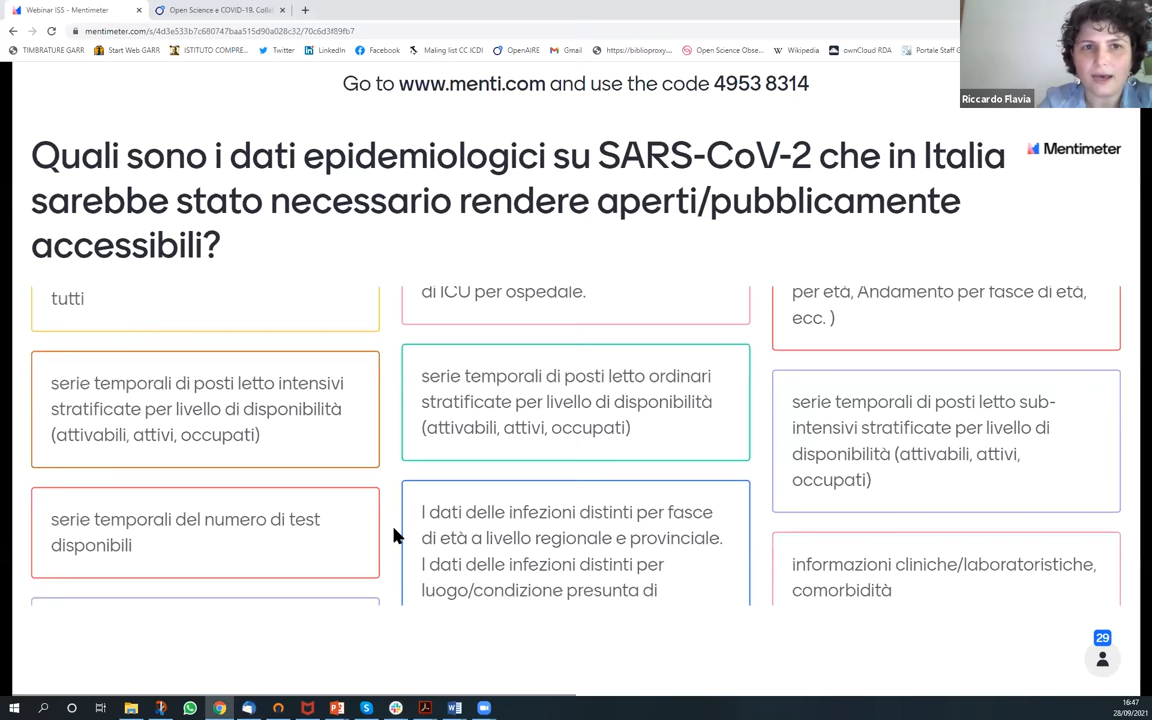 Webinar ISS - Mentimeter
Open Science e COVID-19, Colla
mentimeter.com/s/4d3e533b7c680747baa515d90a028c32/70c6d3f89fb7
TIMBRATURE GARR
Start Web GARR
ISTITUTO COMPRE...
Twitter
LinkedIn
Facebook
Maling list CC ICDI
OpenAIRE
Gmail
https://biblioproxy...
Open Science Obse...
Wikipedia
ownCloud RDA
Portale Staff G
Riccardo Flavia
Go to www.menti.com and use the code 4953 8314
Quali sono i dati epidemiologici su SARS-CoV-2 che in Italia
sarebbe stato necessario rendere aperti/pubblicamente
accessibili?
Mentimeter
tutti
serie temporali di posti letto intensivi
stratificate per livello di disponibilità
(attivabili, attivi, occupati)
serie temporali del numero di test
disponibili
di ICU per ospedale.
serie temporali di posti letto ordinari
stratificate per livello di disponibilità
(attivabili, attivi, occupati)
I dati delle infezioni distinti per fasce
di età a livello regionale e provinciale.
I dati delle infezioni distinti per
luogo/condizione presunta di
per età, Andamento per fasce di età,
ecc. )
serie temporali di posti letto sub-
intensivi stratificate per livello di
disponibilità (attivabili, attivi,
occupati)
informazioni cliniche/laboratoristiche,
comorbidità
29
16:47
28/09/2021